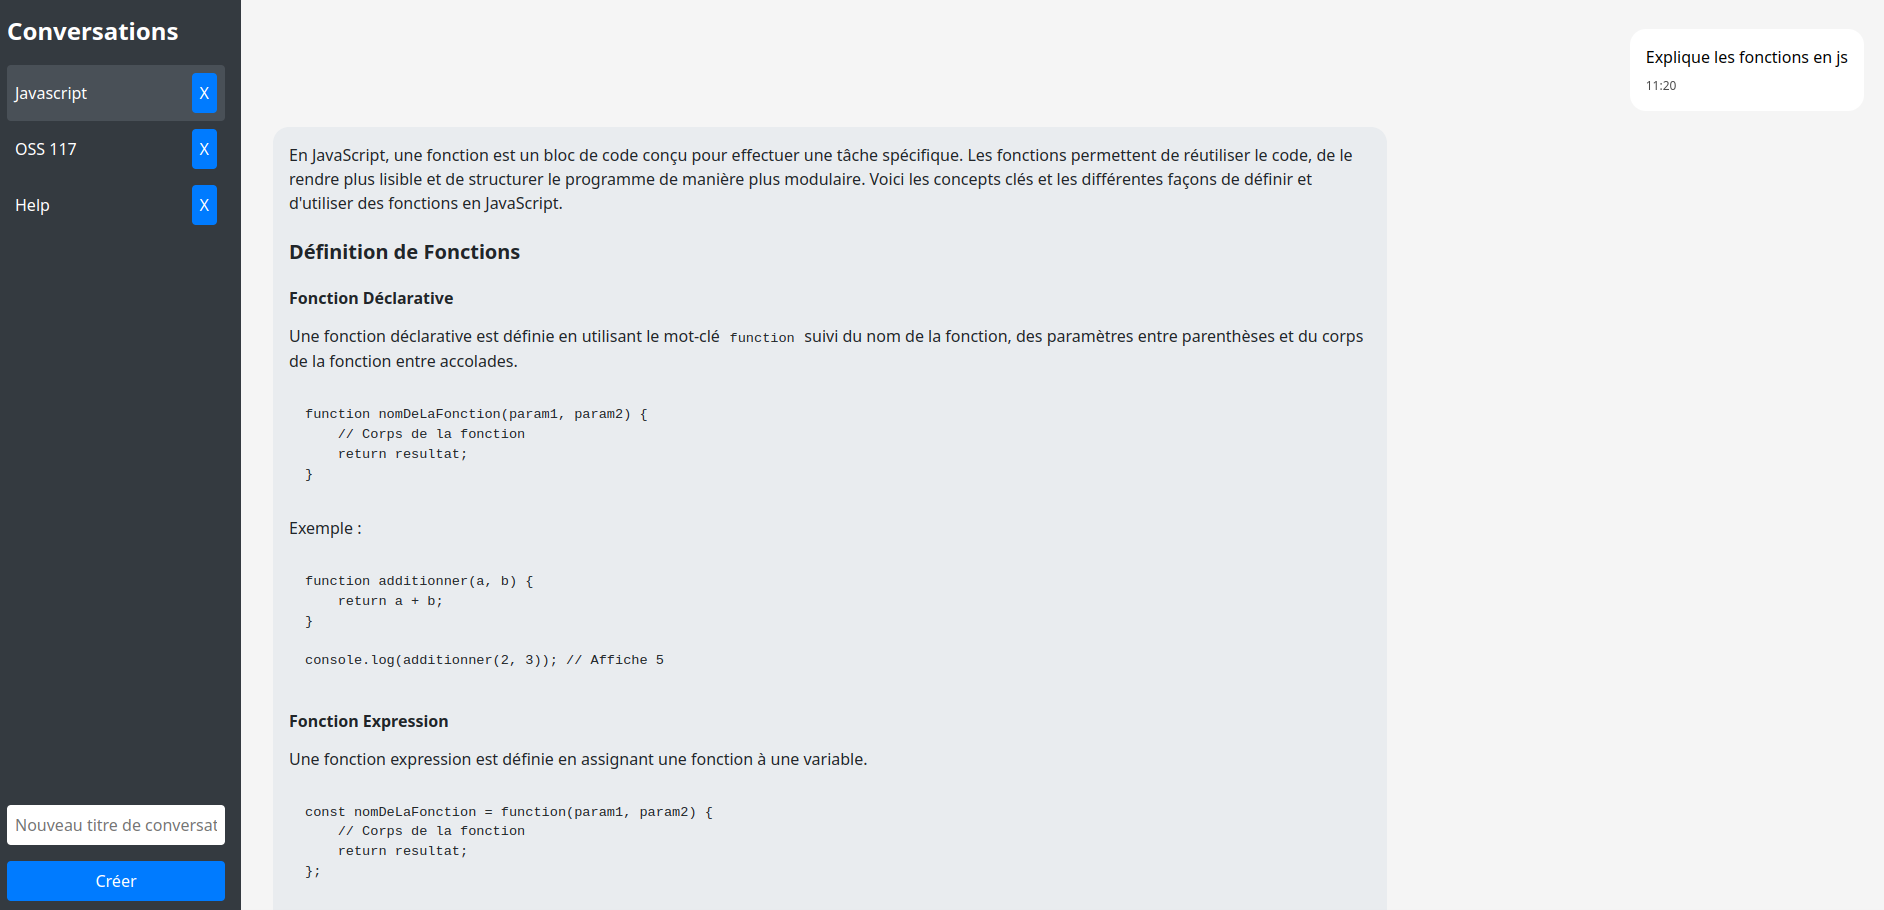 Conversations
Javascript
X
OSS 117
X
Help
X
Nouveau titre de conversat
Créer
Explique les fonctions en js
11:20
En JavaScript, une fonction est un bloc de code conçu pour effectuer une tâche spécifique. Les fonctions permettent de réutiliser le code, de le
rendre plus lisible et de structurer le programme de manière plus modulaire. Voici les concepts clés et les différentes façons de définir et
d'utiliser des fonctions en JavaScript.
Définition de Fonctions
Fonction Déclarative
Une fonction déclarative est définie en utilisant le mot-clé function suivi du nom de la fonction, des paramètres entre parenthèses et du corps
de la fonction entre accolades.
function nomDeLaFonction(param1, param2) {
    // Corps de la fonction
    return resultat;
}
Exemple :
function additionner(a, b) {
    return a + b;
}
console.log(additionner(2, 3)); // Affiche 5
Fonction Expression
Une fonction expression est définie en assignant une fonction à une variable.
const nomDeLaFonction = function(param1, param2) {
    // Corps de la fonction
    return resultat;
};